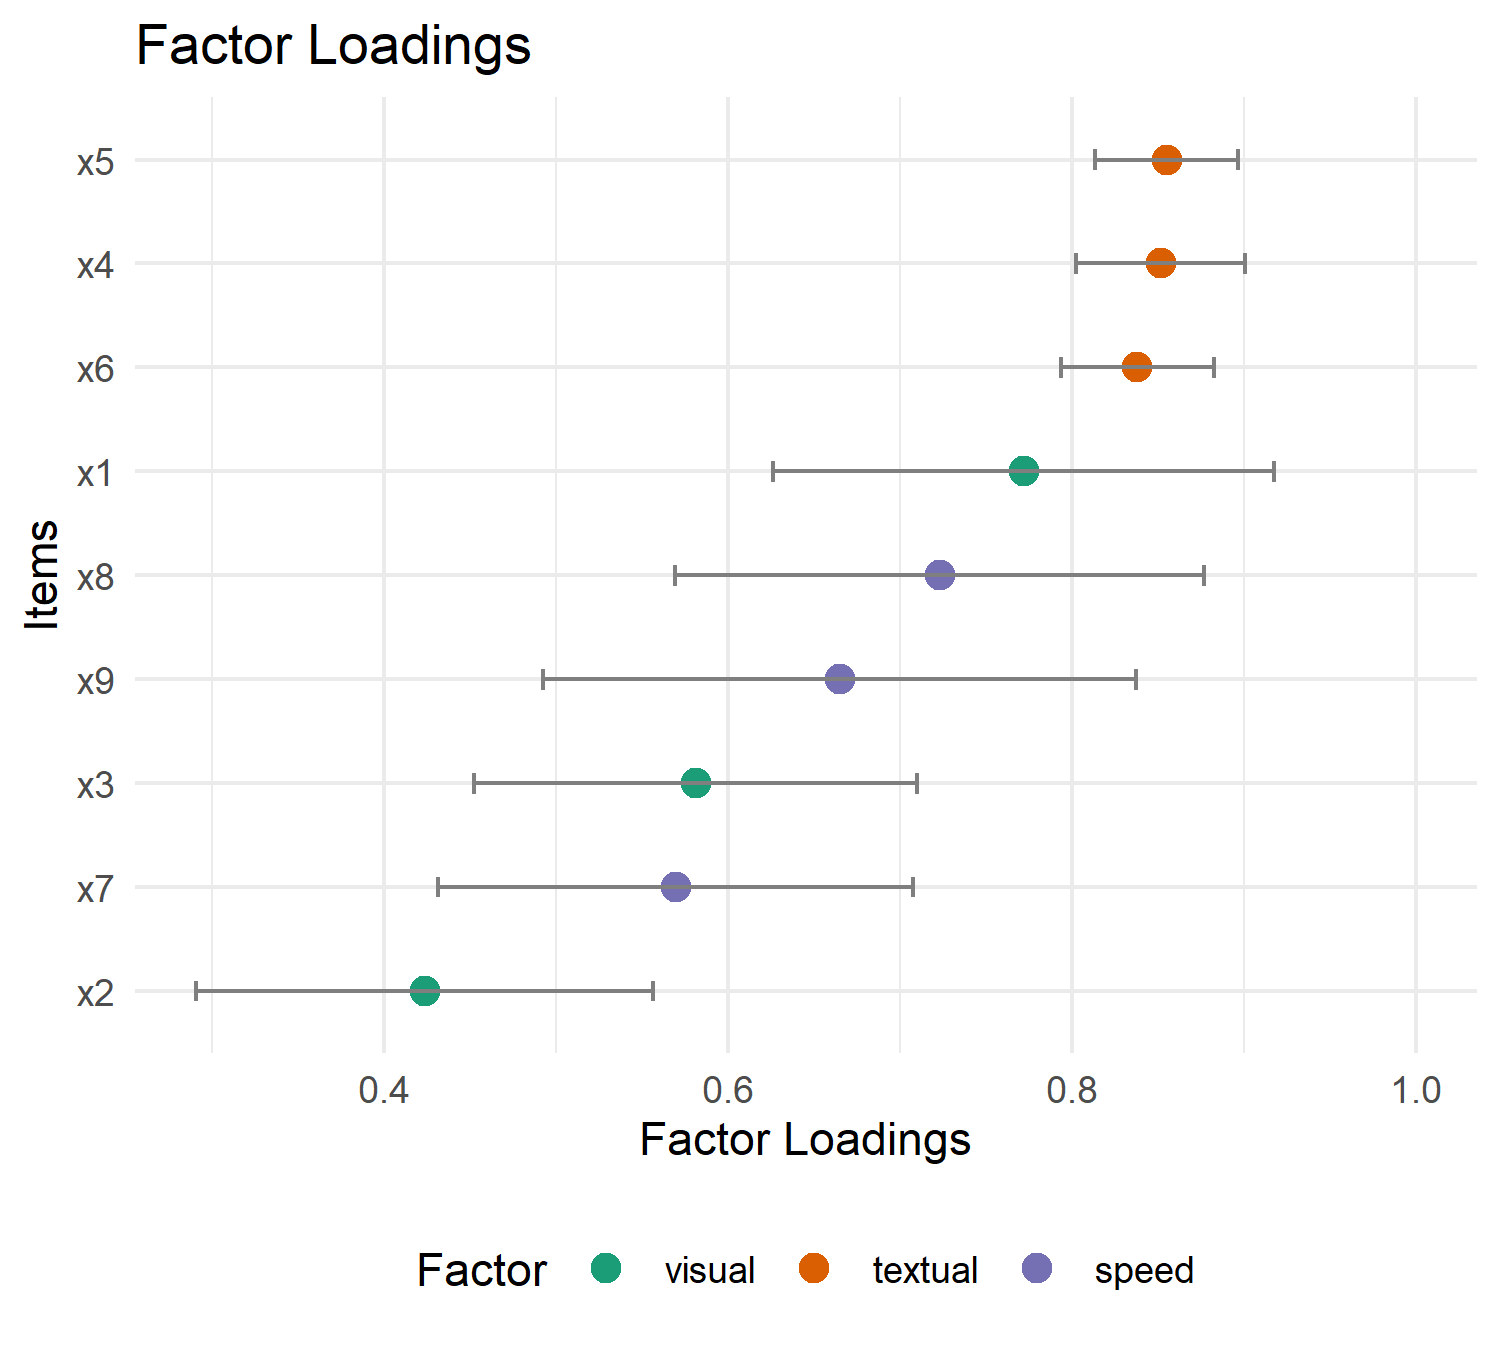 Factor Loadings
x5
x4
x6
x1
x8
x9
x3
x7
x2
Items
0.4 0.6 0.8 1.0
Factor Loadings
Factor visual textual speed